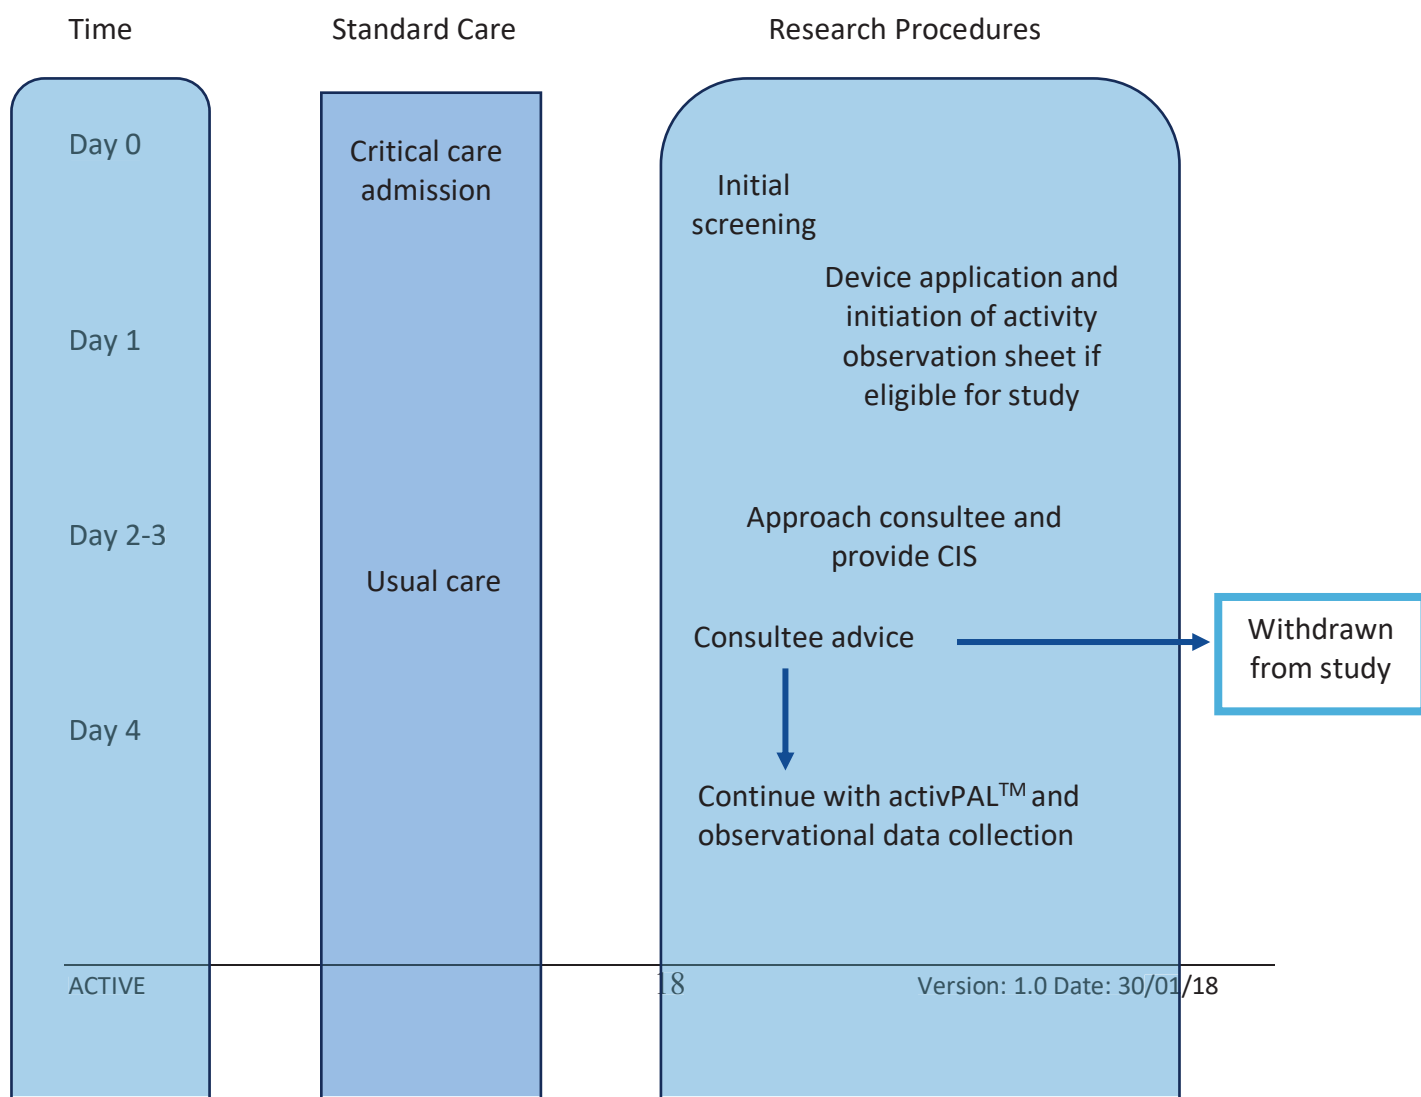 Time
Standard Care
Research Procedures
Day 0
Critical care
admission
Initial
screening
Device application and
initiation of activity
observation sheet if
eligible for study
Day 1
Day 2-3
Approach consultee and
provide CIS
Usual care
Consultee advice
Withdrawn
from study
Day 4
Continue with activPAL™ and
observational data collection
ACTIVE
18
Version: 1.0 Date: 30/01/18